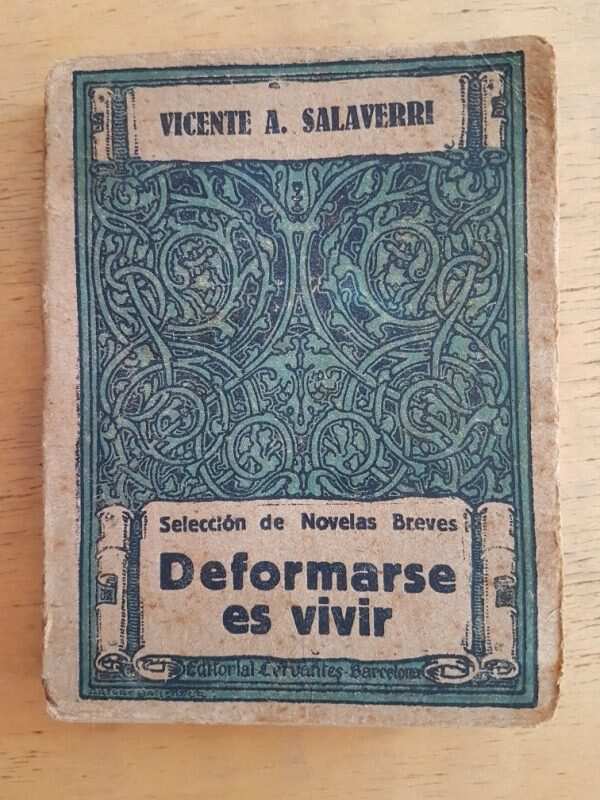 VICENTE A. SALAVERRI
Selección de Novelas Breves
Deformarse
es vivir
Editorial Cervantes-Barcelona